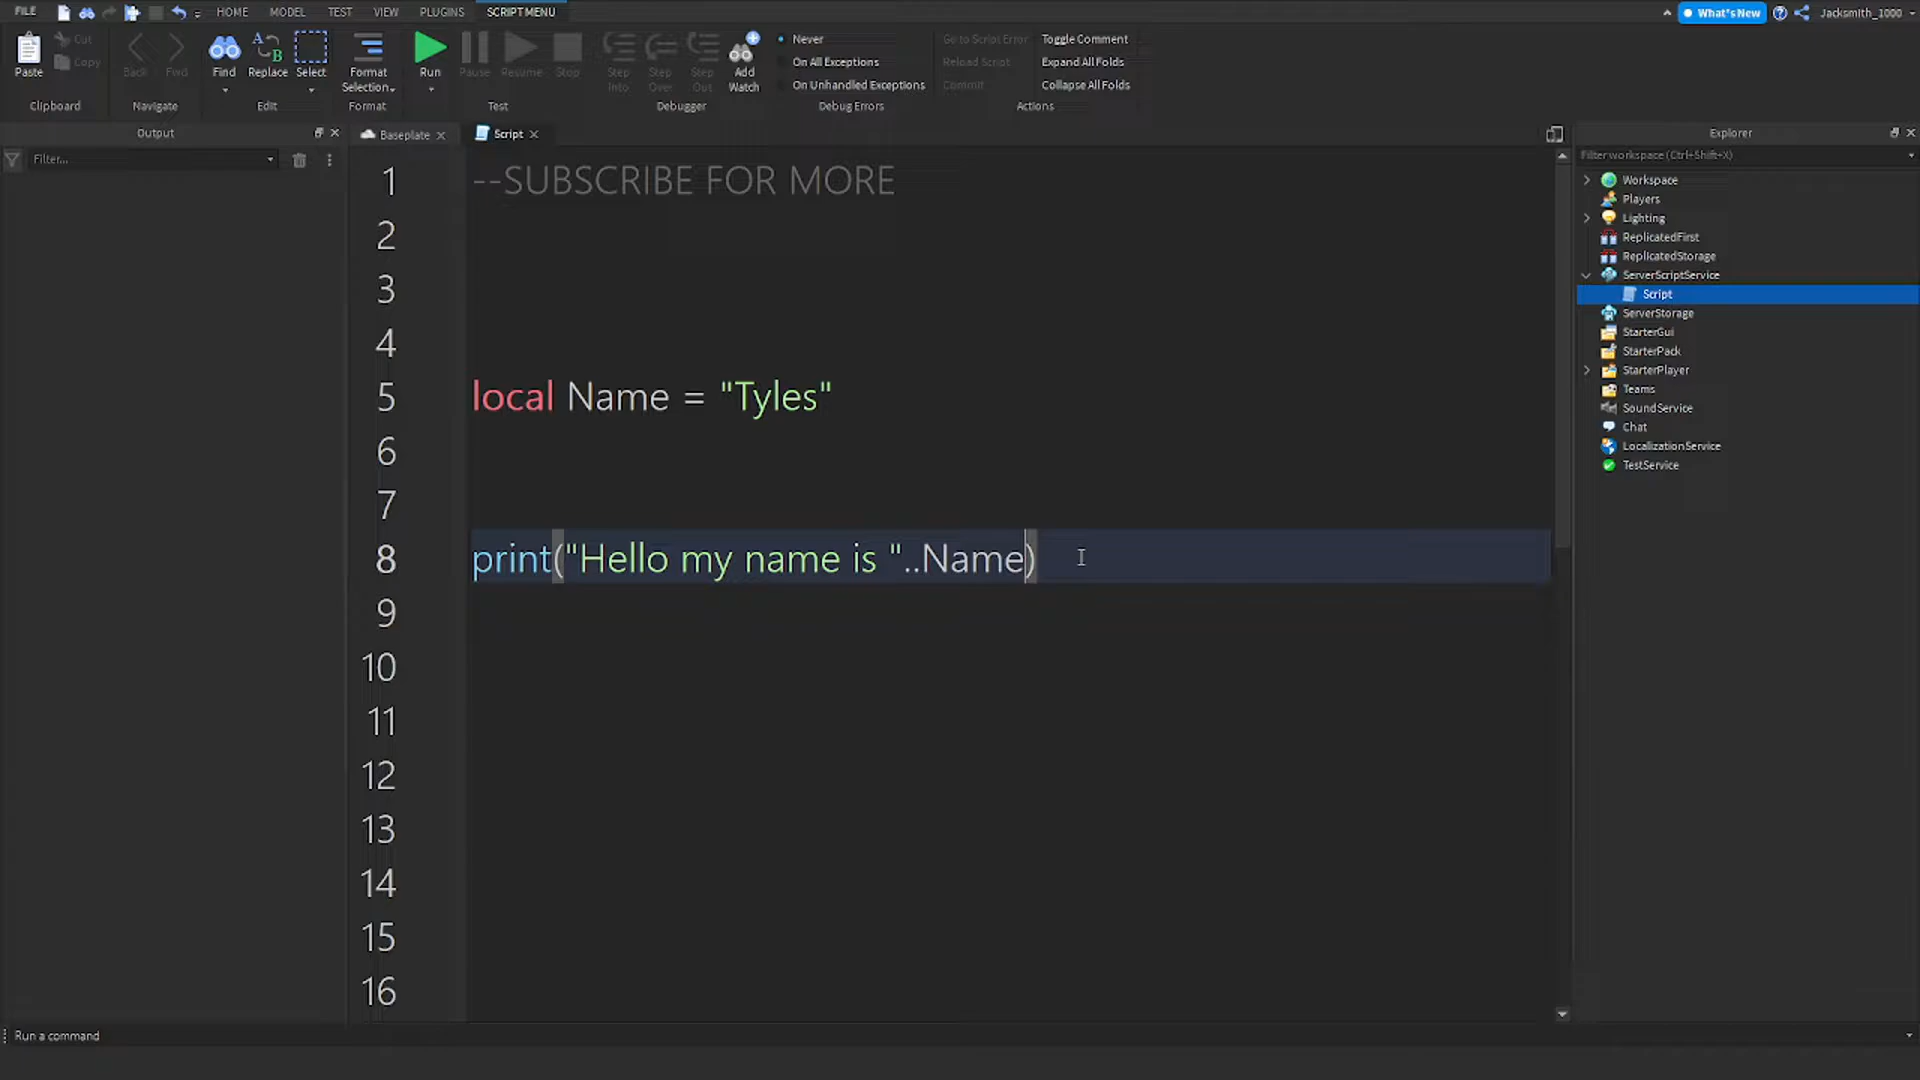 FILE HOME MODEL TEST VIEW PLUGINS SCRIPT MENU What's New Jacksmith_1000
Paste Cut Copy
Clipboard
Back Find
Navigate
Find Replace Select
Edit
Format Selection
Format
Run Pause Resume Stop
Test
Step Into Step Over Step Out Add Watch
Debugger
Never
On All Exceptions
On Unhandled Exceptions
Debug Errors
Go to Script Error
Reload Script
Commit
Toggle Comment
Expand All Folds
Collapse All Folds
Actions
Output
Filter...
Baseplate
Script
1 --SUBSCRIBE FOR MORE
2
3
4
5 local Name = "Tyles"
6
7
8 print("Hello my name is "..Name)
9
10
11
12
13
14
15
16
Explorer
Filter workspace (Ctrl+Shift+X)
Workspace
Players
Lighting
ReplicatedFirst
ReplicatedStorage
ServerScriptService
Script
ServerStorage
StarterGui
StarterPack
StarterPlayer
Teams
SoundService
Chat
LocalizationService
TestService
Run a command